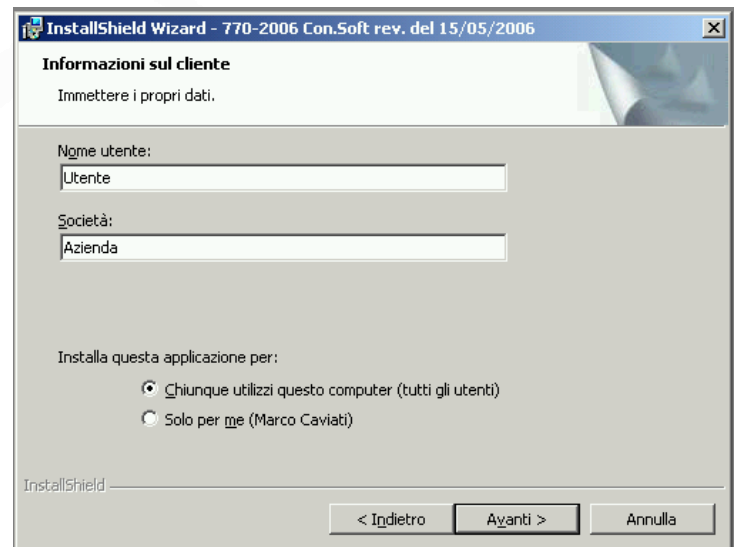 InstallShield Wizard - 770-2006 Con.Soft rev. del 15/05/2006
Informazioni sul cliente
Immettere i propri dati.
Nome utente:
Utente
Società:
Azienda
Installa questa applicazione per:
Chiunque utilizzi questo computer (tutti gli utenti)
Solo per me (Marco Caviati)
InstallShield
< Indietro Avanti > Annulla